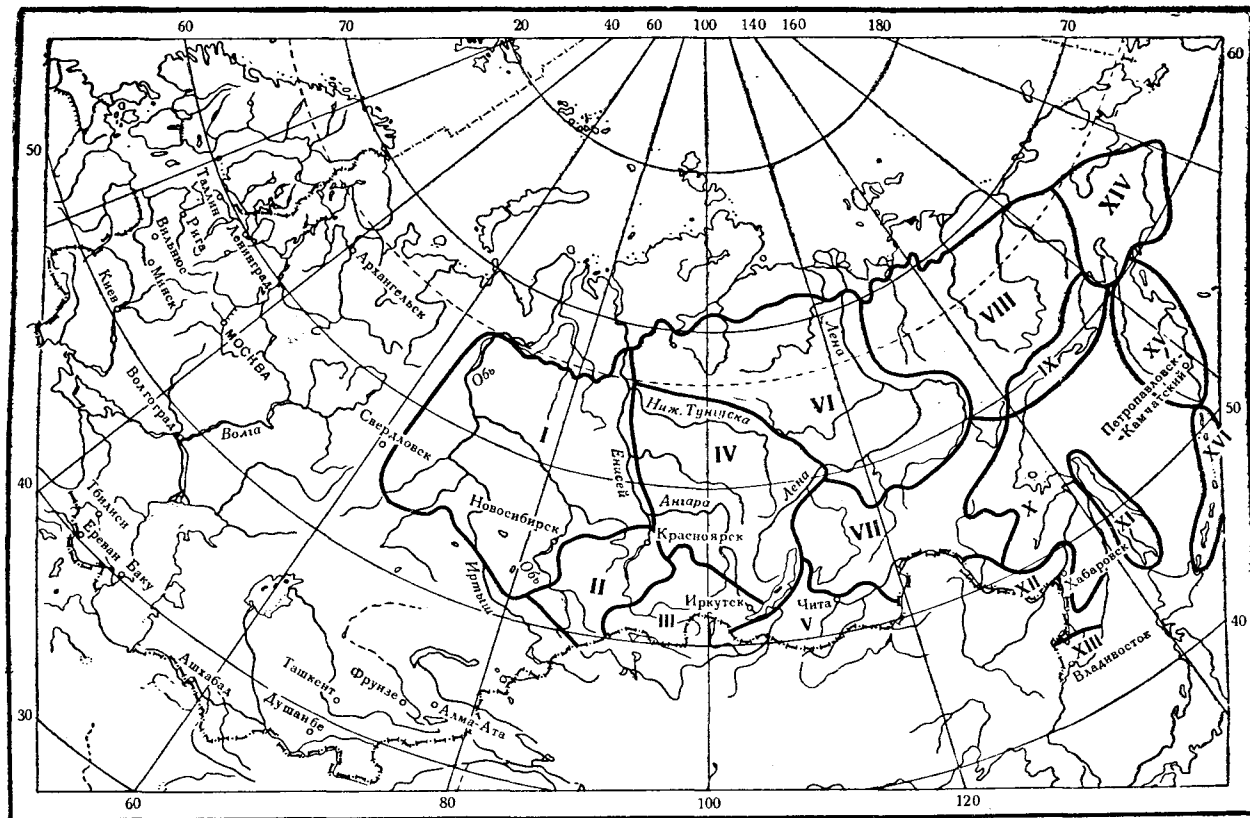 60 70 20 40 60 100 140 160 180 70
60
50
50
40
40
30
60 80 100 120
Таллин
Рига
Вильнюс
Минск
Ленинград
Киев
МОСКВА
Архангельск
Волгоград
Волга
Свердловск
Тбилиси
Ереван
Баку
Ашхабад
Ташкент
Душанбе
Фрунзе
Алма-Ата
Обь
I
Енисей
Новосибирск
Обь
Иртыш
II
III
Ниж. Тунгуска
IV
Ангара
Красноярск
Иркутск
Лена
Лена
VI
VII
Чита
V
VIII
IX
X
XII
Хабаровск
XIII
Владивосток
XIV
XV
Петропавловск-
-Камчатский
XVI